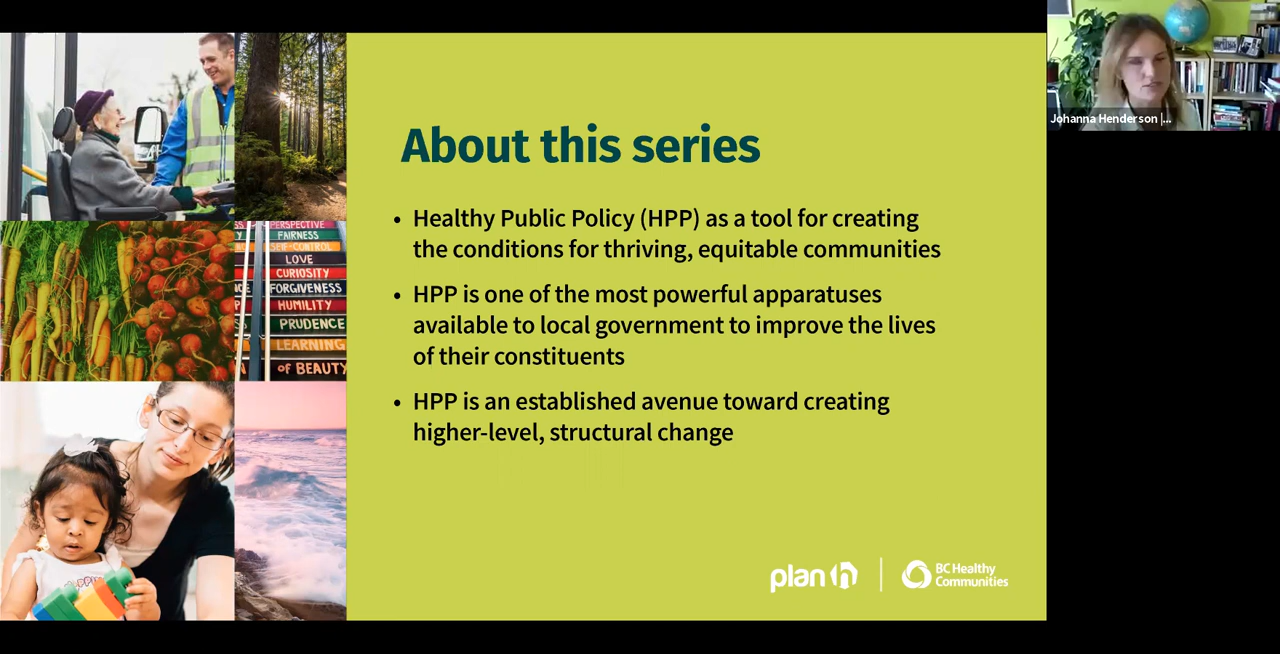 About this series
• Healthy Public Policy (HPP) as a tool for creating
the conditions for thriving, equitable communities
• HPP is one of the most powerful apparatuses
available to local government to improve the lives
of their constituents
• HPP is an established avenue toward creating
higher-level, structural change
PERSPECTIVE
FAIRNESS
SELF-CONTROL
LOVE
CURIOSITY
FORGIVENESS
HUMILITY
PRUDENCE
LEARNING
of BEAUTY
plan h
BC Healthy
Communities
Johanna Henderson |...